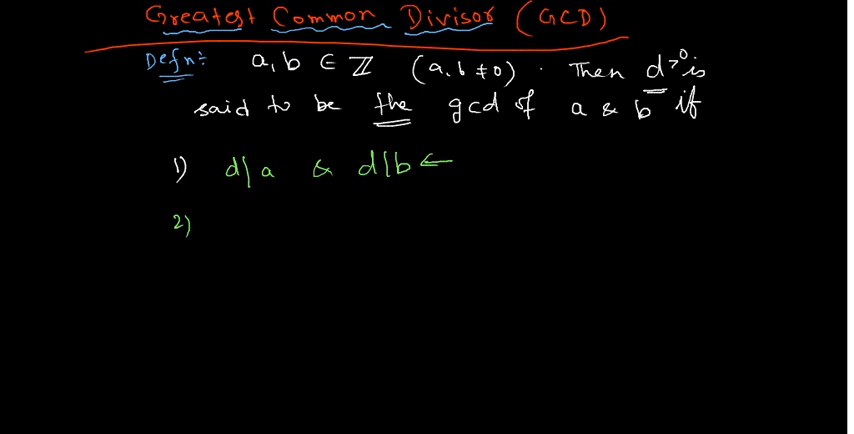 Greatest Common Divisor (GCD)
Defn: a, b ∈ ℤ (a, b ≠ 0). Then d>0 is
said to be the gcd of a & b if
1) d|a & d|b ←
2)